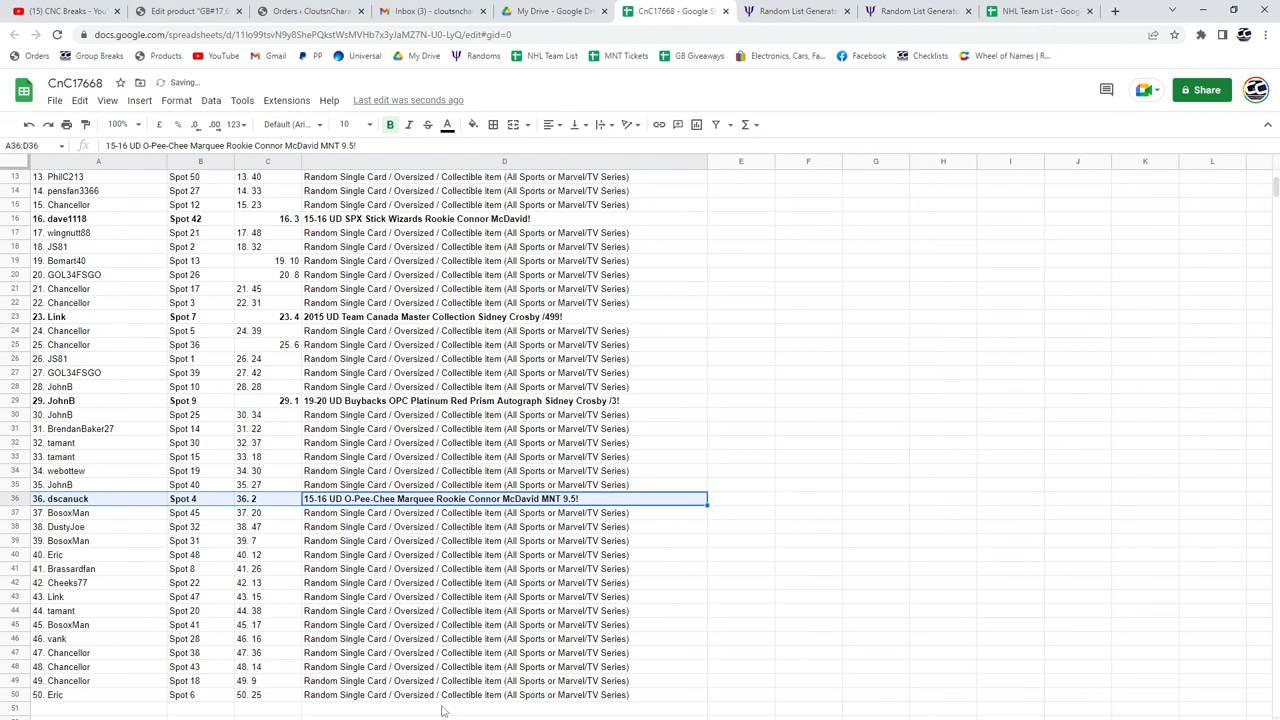 CNC Breaks - YouTu
Edit product "GB#17,6
Orders ‹ CloutsnChara
Inbox (3) - cloutsnchar
My Drive - Google Dri
CnC17668 - Google Sh
Random List Generato
Random List Generato
NHL Team List - Goog
docs.google.com/spreadsheets/d/11Io99tsvN9y8ShePQkstWsMVHb7x3yJaMZ7N-U0-LyQ/edit#gid=0
Orders
Group Breaks
Products
YouTube
Gmail
PP
Universal
My Drive
Randoms
NHL Team List
MNT Tickets
GB Giveaways
Electronics, Cars, Fa...
Facebook
Checklists
Wheel of Names | R...
CnC17668
Saving...
File Edit View Insert Format Data Tools Extensions Help Last edit was seconds ago
Share
100% £ % .0 .00 123 Default (Ari... 10 B I S A
A36:D36 fx 15-16 UD O-Pee-Chee Marquee Rookie Connor McDavid MNT 9.5!
A B C D E F G H I J K L
13 13. PhilC213 Spot 50 13. 40 Random Single Card / Oversized / Collectible item (All Sports or Marvel/TV Series)
14 14. pensfan3366 Spot 27 14. 33 Random Single Card / Oversized / Collectible item (All Sports or Marvel/TV Series)
15 15. Chancellor Spot 12 15. 23 Random Single Card / Oversized / Collectible item (All Sports or Marvel/TV Series)
16 16. dave1118 Spot 42 16. 3 15-16 UD SPX Stick Wizards Rookie Connor McDavid!
17 17. wingnutt88 Spot 21 17. 48 Random Single Card / Oversized / Collectible item (All Sports or Marvel/TV Series)
18 18. JS81 Spot 2 18. 32 Random Single Card / Oversized / Collectible item (All Sports or Marvel/TV Series)
19 19. Bomart40 Spot 13 19. 10 Random Single Card / Oversized / Collectible item (All Sports or Marvel/TV Series)
20 20. GOL34FSGO Spot 26 20. 8 Random Single Card / Oversized / Collectible item (All Sports or Marvel/TV Series)
21 21. Chancellor Spot 17 21. 45 Random Single Card / Oversized / Collectible item (All Sports or Marvel/TV Series)
22 22. Chancellor Spot 3 22. 31 Random Single Card / Oversized / Collectible item (All Sports or Marvel/TV Series)
23 23. Link Spot 7 23. 4 2015 UD Team Canada Master Collection Sidney Crosby /499!
24 24. Chancellor Spot 5 24. 39 Random Single Card / Oversized / Collectible item (All Sports or Marvel/TV Series)
25 25. Chancellor Spot 36 25. 6 Random Single Card / Oversized / Collectible item (All Sports or Marvel/TV Series)
26 26. JS81 Spot 1 26. 24 Random Single Card / Oversized / Collectible item (All Sports or Marvel/TV Series)
27 27. GOL34FSGO Spot 39 27. 42 Random Single Card / Oversized / Collectible item (All Sports or Marvel/TV Series)
28 28. JohnB Spot 10 28. 28 Random Single Card / Oversized / Collectible item (All Sports or Marvel/TV Series)
29 29. JohnB Spot 9 29. 1 19-20 UD Buybacks OPC Platinum Red Prism Autograph Sidney Crosby /3!
30 30. JohnB Spot 25 30. 34 Random Single Card / Oversized / Collectible item (All Sports or Marvel/TV Series)
31 31. BrendanBaker27 Spot 14 31. 22 Random Single Card / Oversized / Collectible item (All Sports or Marvel/TV Series)
32 32. tamant Spot 30 32. 37 Random Single Card / Oversized / Collectible item (All Sports or Marvel/TV Series)
33 33. tamant Spot 15 33. 18 Random Single Card / Oversized / Collectible item (All Sports or Marvel/TV Series)
34 34. webottew Spot 19 34. 30 Random Single Card / Oversized / Collectible item (All Sports or Marvel/TV Series)
35 35. JohnB Spot 40 35. 27 Random Single Card / Oversized / Collectible item (All Sports or Marvel/TV Series)
36 36. dscanuck Spot 4 36. 2 15-16 UD O-Pee-Chee Marquee Rookie Connor McDavid MNT 9.5!
37 37. BosoxMan Spot 45 37. 20 Random Single Card / Oversized / Collectible item (All Sports or Marvel/TV Series)
38 38. DustyJoe Spot 32 38. 47 Random Single Card / Oversized / Collectible item (All Sports or Marvel/TV Series)
39 39. BosoxMan Spot 31 39. 7 Random Single Card / Oversized / Collectible item (All Sports or Marvel/TV Series)
40 40. Eric Spot 48 40. 12 Random Single Card / Oversized / Collectible item (All Sports or Marvel/TV Series)
41 41. Brassardfan Spot 8 41. 26 Random Single Card / Oversized / Collectible item (All Sports or Marvel/TV Series)
42 42. Cheeks77 Spot 22 42. 13 Random Single Card / Oversized / Collectible item (All Sports or Marvel/TV Series)
43 43. Link Spot 47 43. 15 Random Single Card / Oversized / Collectible item (All Sports or Marvel/TV Series)
44 44. tamant Spot 20 44. 38 Random Single Card / Oversized / Collectible item (All Sports or Marvel/TV Series)
45 45. BosoxMan Spot 41 45. 17 Random Single Card / Oversized / Collectible item (All Sports or Marvel/TV Series)
46 46. vank Spot 28 46. 16 Random Single Card / Oversized / Collectible item (All Sports or Marvel/TV Series)
47 47. Chancellor Spot 38 47. 36 Random Single Card / Oversized / Collectible item (All Sports or Marvel/TV Series)
48 48. Chancellor Spot 43 48. 14 Random Single Card / Oversized / Collectible item (All Sports or Marvel/TV Series)
49 49. Chancellor Spot 18 49. 9 Random Single Card / Oversized / Collectible item (All Sports or Marvel/TV Series)
50 50. Eric Spot 6 50. 25 Random Single Card / Oversized / Collectible item (All Sports or Marvel/TV Series)
51